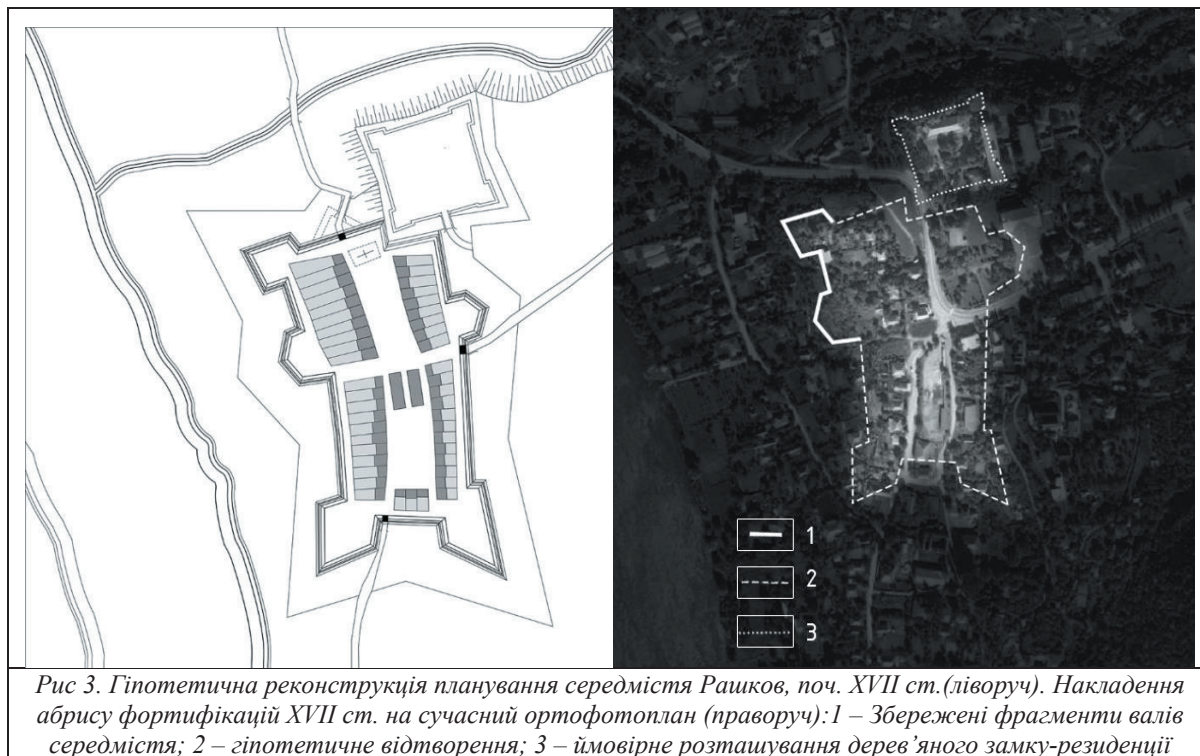 1
2
3
Рис 3. Гіпотетична реконструкція планування середмістя Рашков, поч. XVII ст.(ліворуч). Накладення
абрису фортифікацій XVII ст. на сучасний ортофотоплан (праворуч):1 – Збережені фрагменти валів
середмістя; 2 – гіпотетичне відтворення; 3 – ймовірне розташування дерев’яного замку-резиденції